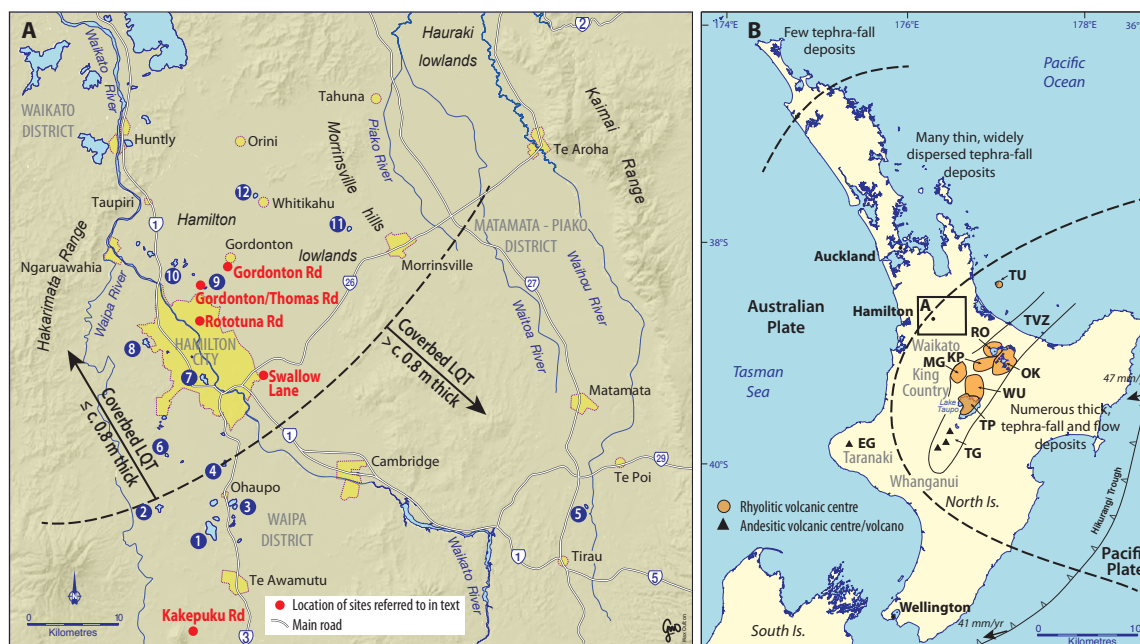 A
Waikato
River
WAIKATO
DISTRICT
Huntly
Taupiri
Ngaruawahia
Hakarimata Range
Waipa River
Orini
Tahuna
Hauraki
lowlands
2
Piako River
Morrinsville
hills
Te Aroha
Kaimai
Range
12
Whitikahu
11
Hamilton
lowlands
1
Gordonton
Gordonton Rd
10
9
Gordonton/Thomas Rd
Rototuna Rd
HAMILTON
CITY
8
7
Swallow
Lane
26
Morrinsville
MATAMATA - PIAKO
DISTRICT
27
Waihou River
Waitoa River
Coverbed LQT
> c. 0.8 m thick
Coverbed LQT
≤ c. 0.8 m thick
Matamata
6
4
Ohaupo
3
2
1
1
WAIPA
DISTRICT
Cambridge
Te Poi
29
5
Waikato
River
1
Tirau
5
Te Awamutu
Kakepuku Rd
3
0
10
Kilometres
Location of sites referred to in text
Main road
B
174°E
176°E
178°E
36°
Few tephra-fall
deposits
Pacific
Ocean
Many thin, widely
dispersed tephra-fall
deposits
38°S
Auckland
TU
Australian
Plate
Hamilton
A
TVZ
RO
Waikato
KP
MG
OK
King
Country
WU
Tasman
Sea
Lake
Taupo
TP
47 mm/
Numerous thick,
tephra-fall and flow
deposits
EG
Taranaki
TG
40°S
Whanganui
North Is.
Rhyolitic volcanic centre
Andesitic volcanic centre/volcano
Hikurangi Trough
Pacific
Plate
Wellington
South Is.
41 mm/yr
0
10
Kilometres